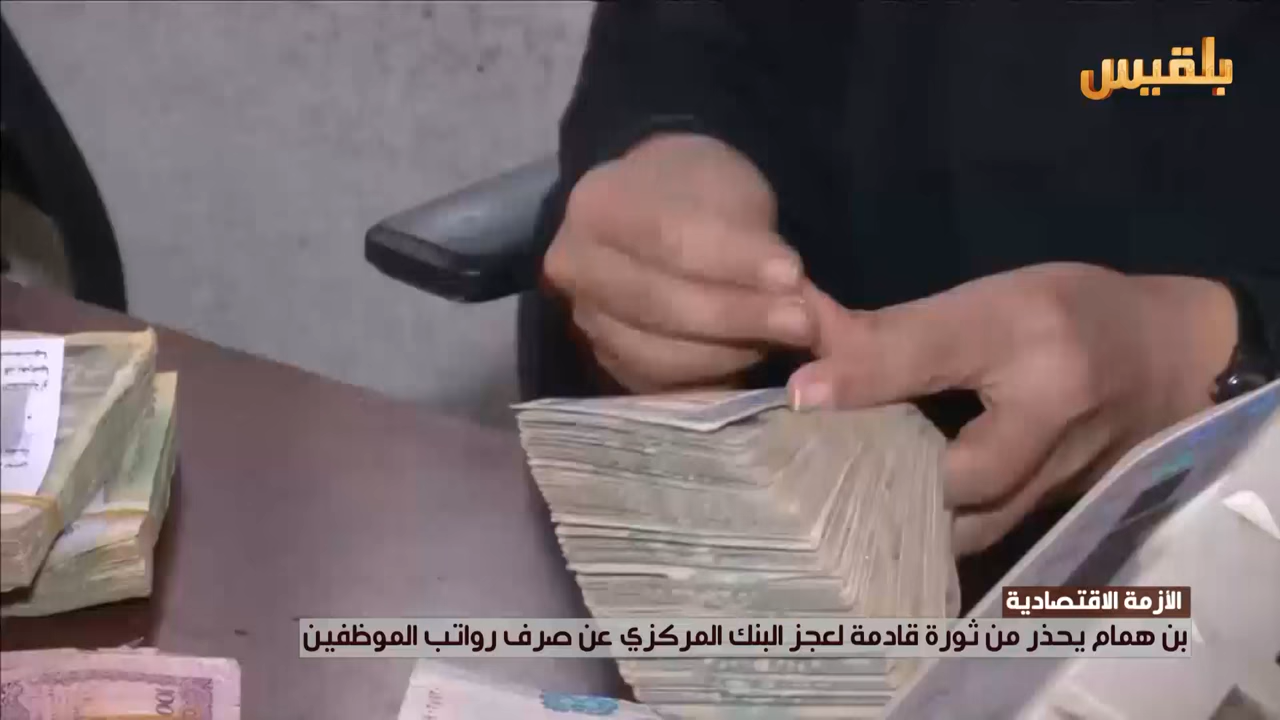 بلقيس
الأزمة الاقتصادية
بن همام يحذر من ثورة قادمة لعجز البنك المركزي عن صرف رواتب الموظفين